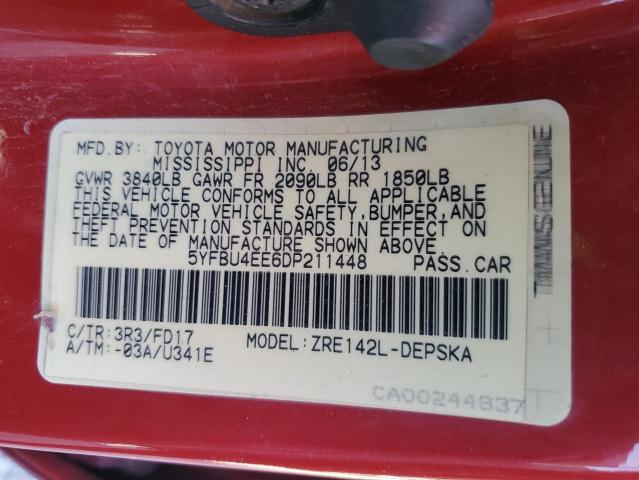 MFD.BY: TOYOTA MOTOR MANUFACTURING
MISSISSIPPI INC. 06/13
GVWR 3840LB GAWR FR 2090LB RR 1850LB
THIS VEHICLE CONFORMS TO ALL APPLICABLE
FEDERAL MOTOR VEHICLE SAFETY,BUMPER,AND
THEFT PREVENTION STANDARDS IN EFFECT ON
THE DATE OF MANUFACTURE SHOWN ABOVE.
5YFBU4EE6DP211448 PASS.CAR
C/TR:3R3/FD17
A/TM:-03A/U341E
MODEL:ZRE142L-DEPSKA
CA00244837